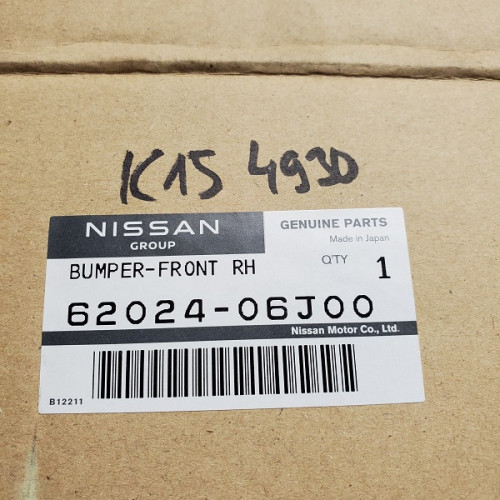 K15 4930
NISSAN
GROUP
GENUINE PARTS
Made in Japan
BUMPER-FRONT RH
Q'TY 1
62024-06J00
Nissan Motor Co., Ltd.
B12211